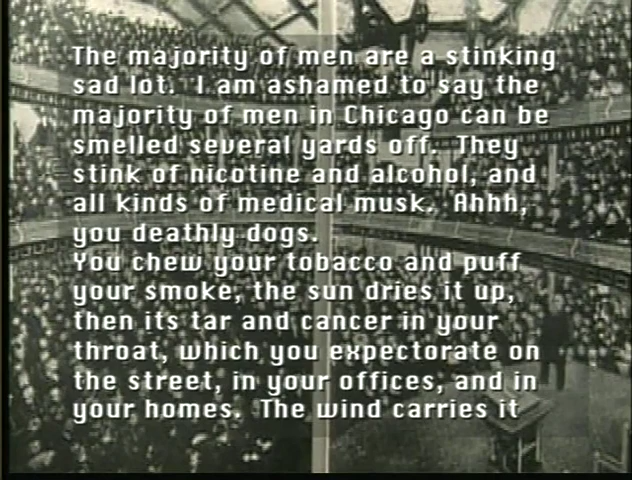 The majority of men are a stinking
sad lot. I am ashamed to say the
majority of men in Chicago can be
smelled several yards off. They
stink of nicotine and alcohol, and
all kinds of medical musk. Ahhh,
you deathly dogs.
You chew your tobacco and puff
your smoke, the sun dries it up,
then its tar and cancer in your
throat, which you expectorate on
the street, in your offices, and in
your homes. The wind carries it